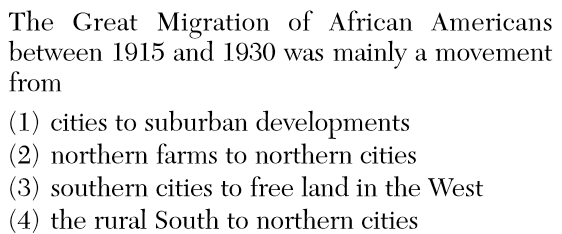 The Great Migration of African Americans
between 1915 and 1930 was mainly a movement
from
(1) cities to suburban developments
(2) northern farms to northern cities
(3) southern cities to free land in the West
(4) the rural South to northern cities